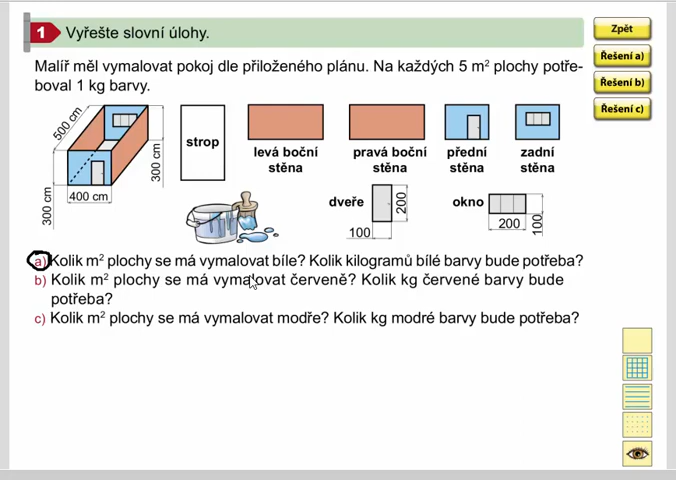 1 Vyřešte slovní úlohy.
Zpět
Řešení a)
Řešení b)
Řešení c)
Malíř měl vymalovat pokoj dle přiloženého plánu. Na každých 5 m² plochy potře-
boval 1 kg barvy.
500 cm
300 cm
300 cm
400 cm
strop
levá boční
stěna
pravá boční
stěna
přední
stěna
zadní
stěna
dveře
200
100
okno
200
100
a) Kolik m² plochy se má vymalovat bíle? Kolik kilogramů bílé barvy bude potřeba?
b) Kolik m² plochy se má vymalovat červeně? Kolik kg červené barvy bude
potřeba?
c) Kolik m² plochy se má vymalovat modře? Kolik kg modré barvy bude potřeba?